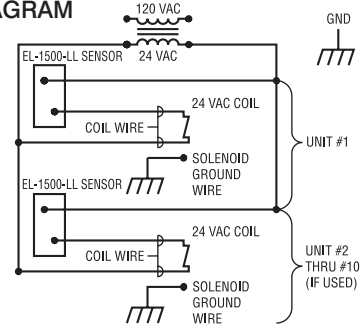 AGRAM
120 VAC
GND
EL-1500-LL SENSOR
24 VAC
24 VAC COIL
COIL WIRE
UNIT #1
SOLENOID
GROUND
WIRE
EL-1500-LL SENSOR
24 VAC COIL
COIL WIRE
UNIT #2
THRU #10
(IF USED)
SOLENOID
GROUND
WIRE